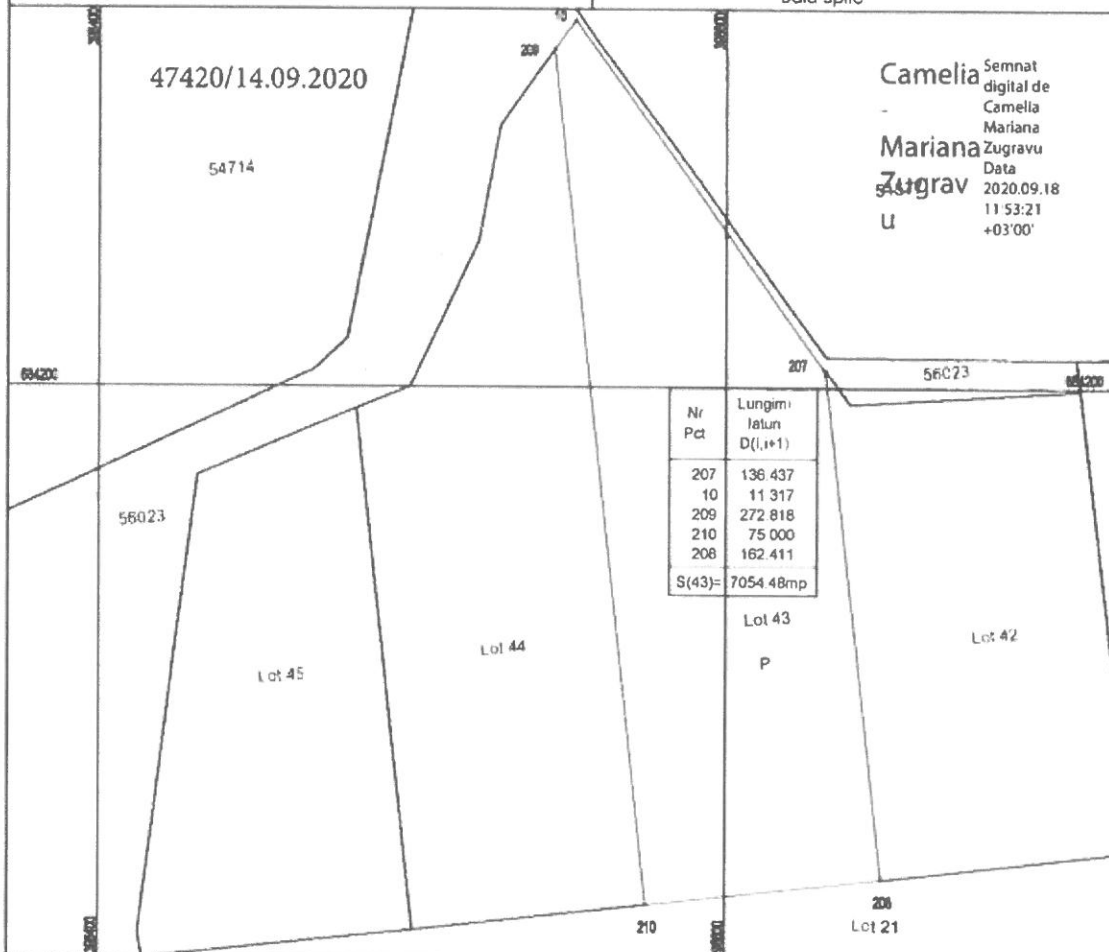 10
209
47420/14.09.2020
Camelia
-
Mariana
Zugrav
u
Semnat
digital de
Camelia
Mariana
Zugravu
Data
2020.09.18
11:53:21
+03'00'
54714
207
56023
684200
684200
Nr
Pct
Lungimi
laturi
D(i,i+1)
207 136.437
10 11.317
209 272.818
210 75.000
208 162.411
S(43)= 7054.48mp
56023
Lot 43
P
Lot 42
Lot 44
Lot 45
210
208
Lot 21